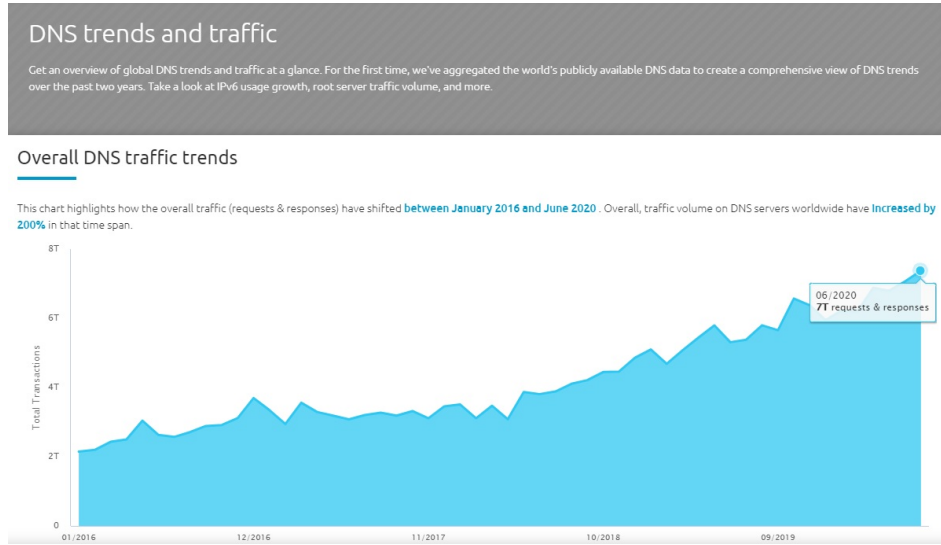 DNS trends and traffic
Get an overview of global DNS trends and traffic at a glance. For the first time, we've aggregated the world's publicly available DNS data to create a comprehensive view of DNS trends
over the past two years. Take a look at IPv6 usage growth, root server traffic volume, and more.
Overall DNS traffic trends
This chart highlights how the overall traffic (requests & responses) have shifted between January 2016 and June 2020 . Overall, traffic volume on DNS servers worldwide have Increased by
200% in that time span.
8T
06/2020
7T requests & responses
6T
Total Transactions
4T
2T
0
01/2016 12/2016 11/2017 10/2018 09/2019